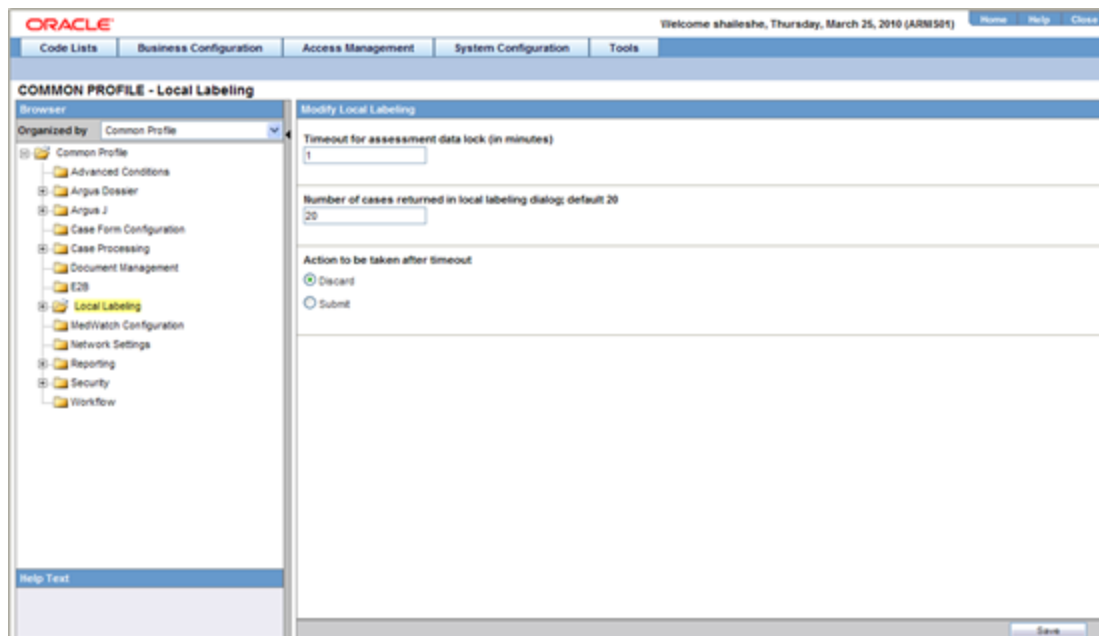 ORACLE
Welcome shaileshe, Thursday, March 25, 2010 (ARNIS01) Home Help Close
Code Lists Business Configuration Access Management System Configuration Tools
COMMON PROFILE - Local Labeling
Browser
Organized by Common Profile
Common Profile
Advanced Conditions
Argus Dossier
Argus J
Case Form Configuration
Case Processing
Document Management
E2B
Local Labeling
MedWatch Configuration
Network Settings
Reporting
Security
Workflow
Help Text
Modify Local Labeling
Timeout for assessment data lock (in minutes)
1
Number of cases returned in local labeling dialog; default 20
20
Action to be taken after timeout
Discard
Submit
Save